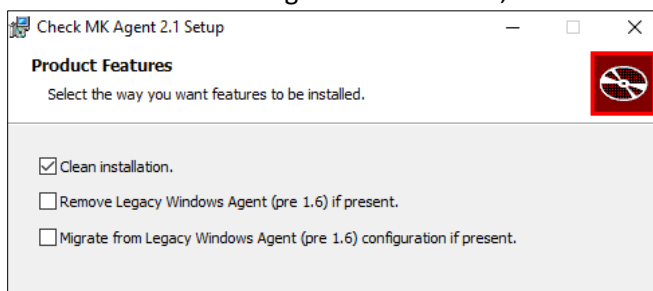 Check MK Agent 2.1 Setup
Product Features
Select the way you want features to be installed.
Clean installation.
Remove Legacy Windows Agent (pre 1.6) if present.
Migrate from Legacy Windows Agent (pre 1.6) configuration if present.